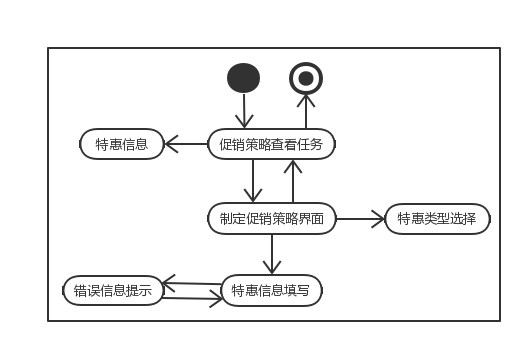 特惠信息
促销策略查看任务
制定促销策略界面
特惠类型选择
错误信息提示
特惠信息填写